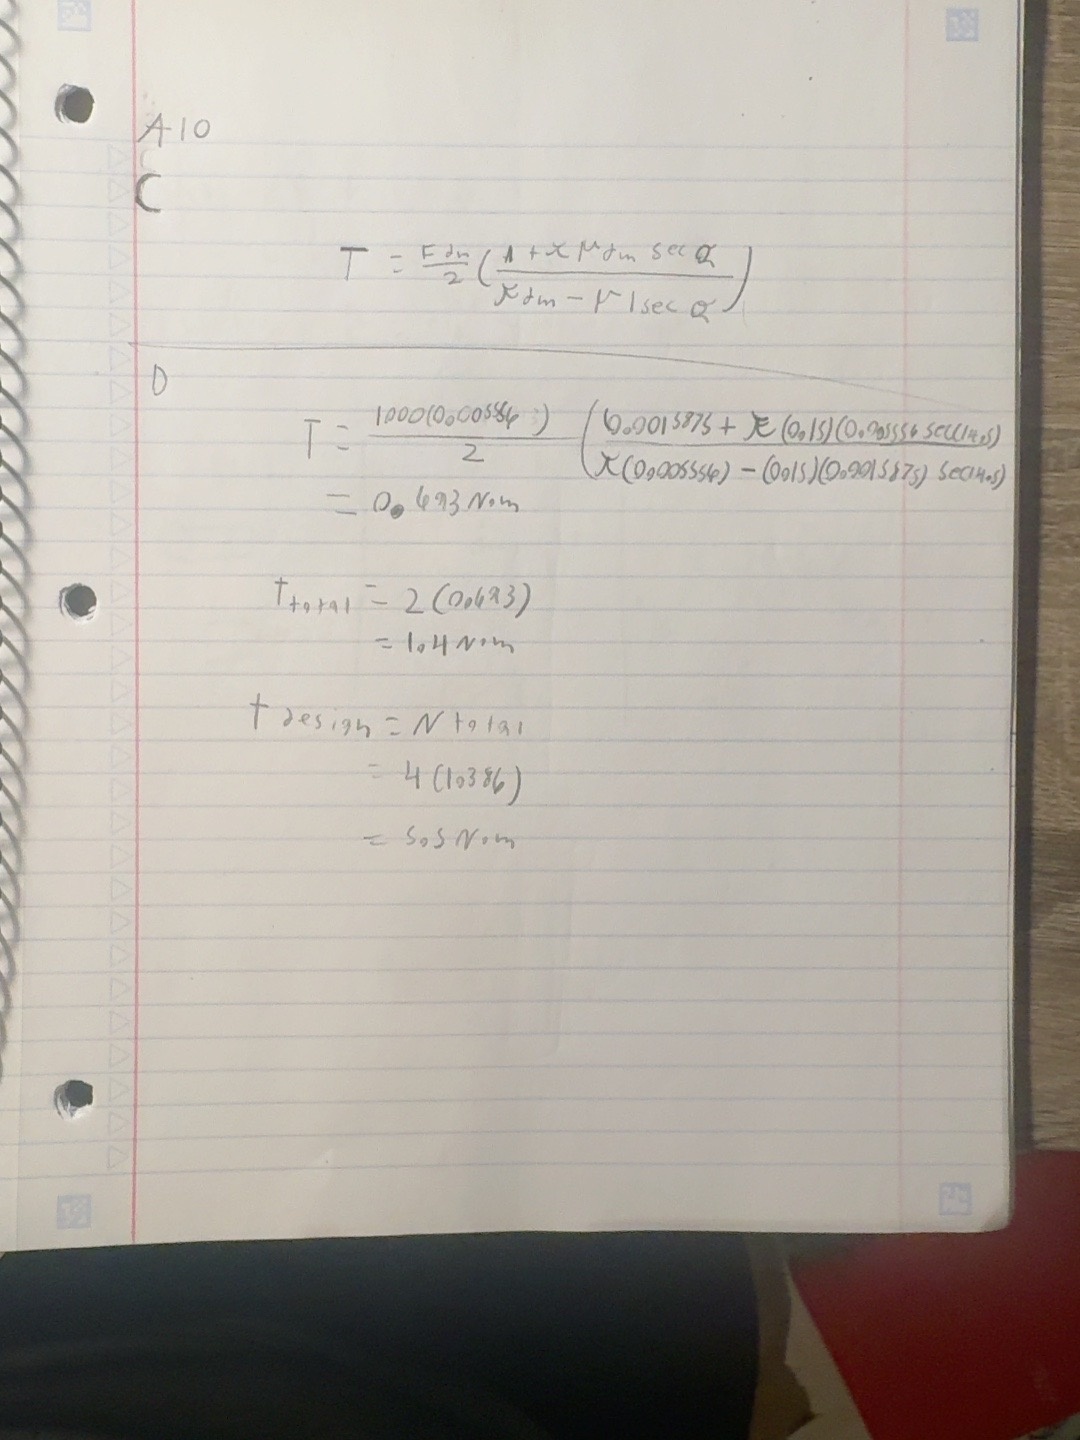 A10
C
T = F dm / 2 ( l + π μ dm sec α / π dm - μ l sec α )
D
T = 1000(0.005556) / 2 ( 0.0015875 + π (0.15)(0.005556 sec(14.5) / π(0.005556) - (0.15)(0.0015875) sec(14.5) )
= 0.693 N·m
t total = 2(0.693)
= 1.4 N·m
t design = N total
= 4(1.386)
= 5.5 N·m